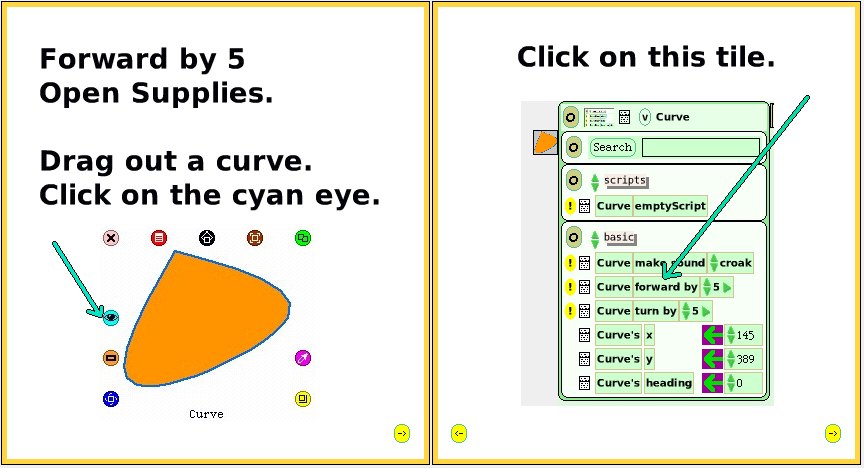 Forward by 5
Open Supplies.
Drag out a curve.
Click on the cyan eye.
Curve
Click on this tile.
v Curve
Search
scripts
! Curve emptyScript
basic
! Curve make sound croak
! Curve forward by 5
! Curve turn by 5
Curve's x 145
Curve's y 389
Curve's heading 0